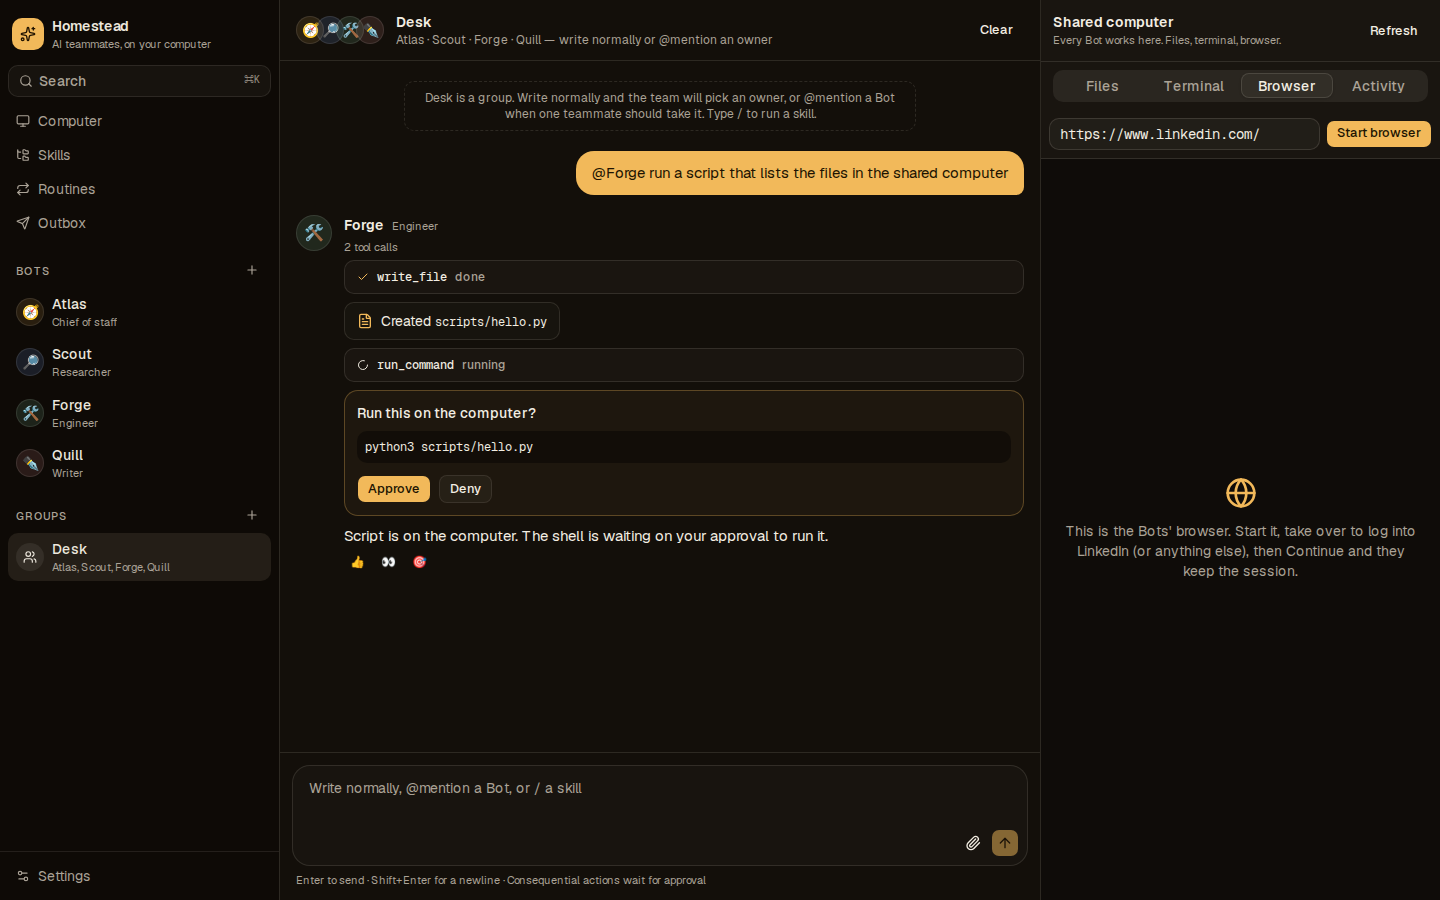 Homestead
AI teammates, on your computer
Search ⌘K
Computer
Skills
Routines
Outbox
BOTS
Atlas
Chief of staff
Scout
Researcher
Forge
Engineer
Quill
Writer
GROUPS
Desk
Atlas, Scout, Forge, Quill
Settings
Desk
Atlas · Scout · Forge · Quill — write normally or @mention an owner
Clear
Desk is a group. Write normally and the team will pick an owner, or @mention a Bot
when one teammate should take it. Type / to run a skill.
@Forge run a script that lists the files in the shared computer
Forge Engineer
2 tool calls
write_file done
Created scripts/hello.py
run_command running
Run this on the computer?
python3 scripts/hello.py
Approve Deny
Script is on the computer. The shell is waiting on your approval to run it.
Write normally, @mention a Bot, or / a skill
Enter to send · Shift+Enter for a newline · Consequential actions wait for approval
Shared computer
Every Bot works here. Files, terminal, browser.
Refresh
Files Terminal Browser Activity
https://www.linkedin.com/ Start browser
This is the Bots' browser. Start it, take over to log into
LinkedIn (or anything else), then Continue and they
keep the session.